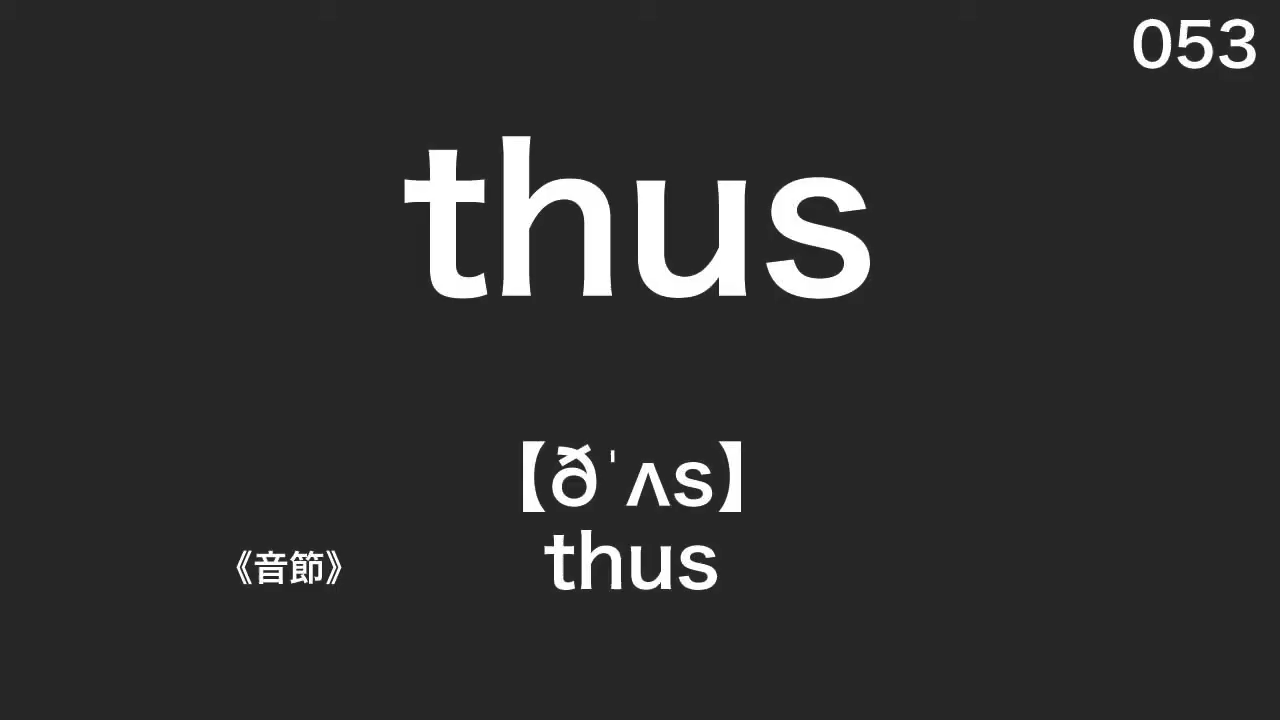 053
thus
【ðˈʌs】
《音節》 thus